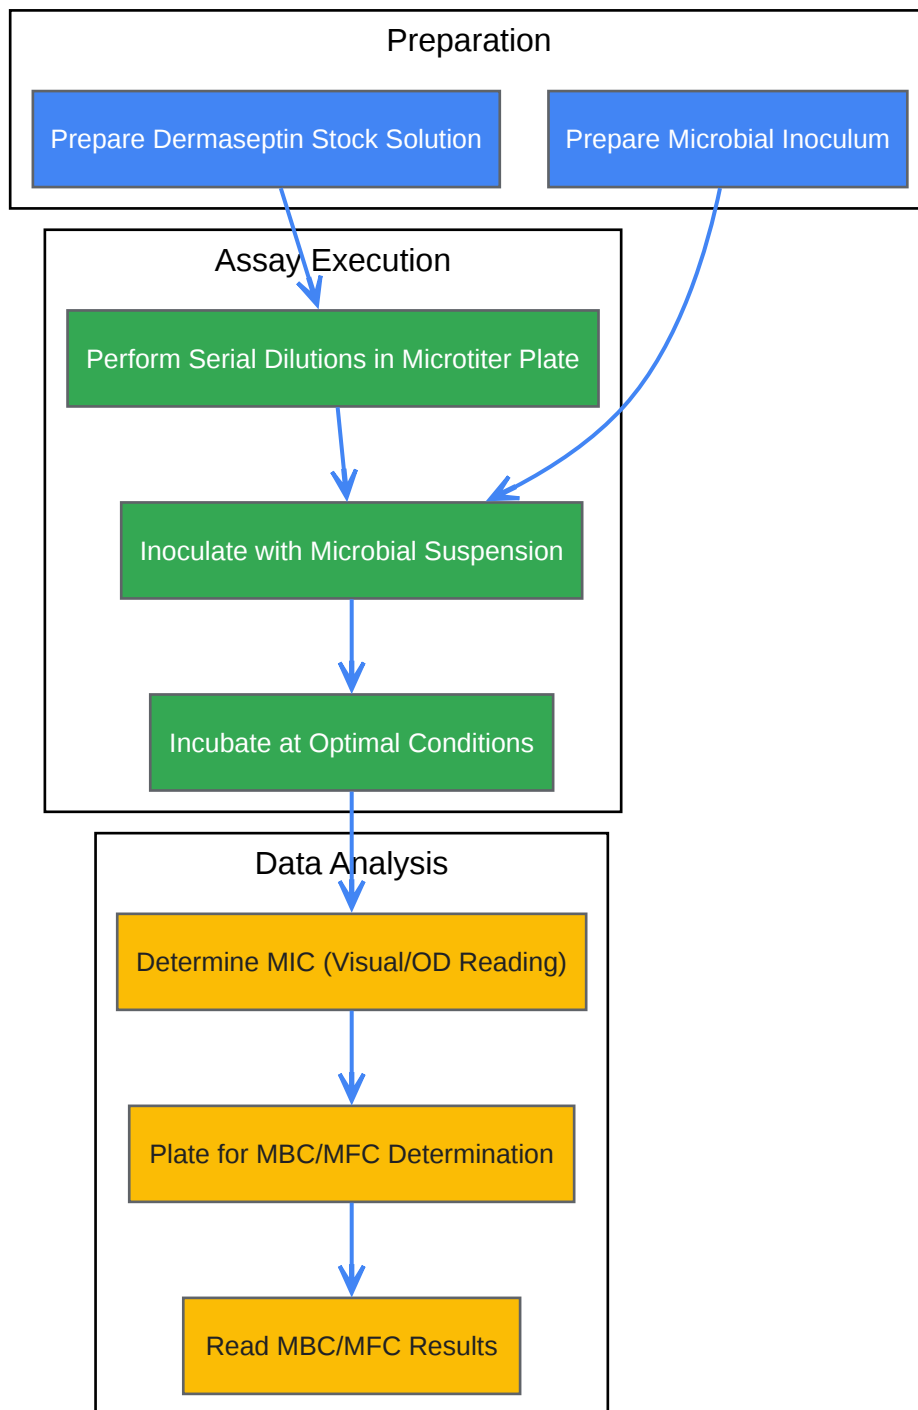 Preparation
Prepare Dermaseptin Stock Solution
Prepare Microbial Inoculum
Assay Execution
Perform Serial Dilutions in Microtiter Plate
Inoculate with Microbial Suspension
Incubate at Optimal Conditions
Data Analysis
Determine MIC (Visual/OD Reading)
Plate for MBC/MFC Determination
Read MBC/MFC Results